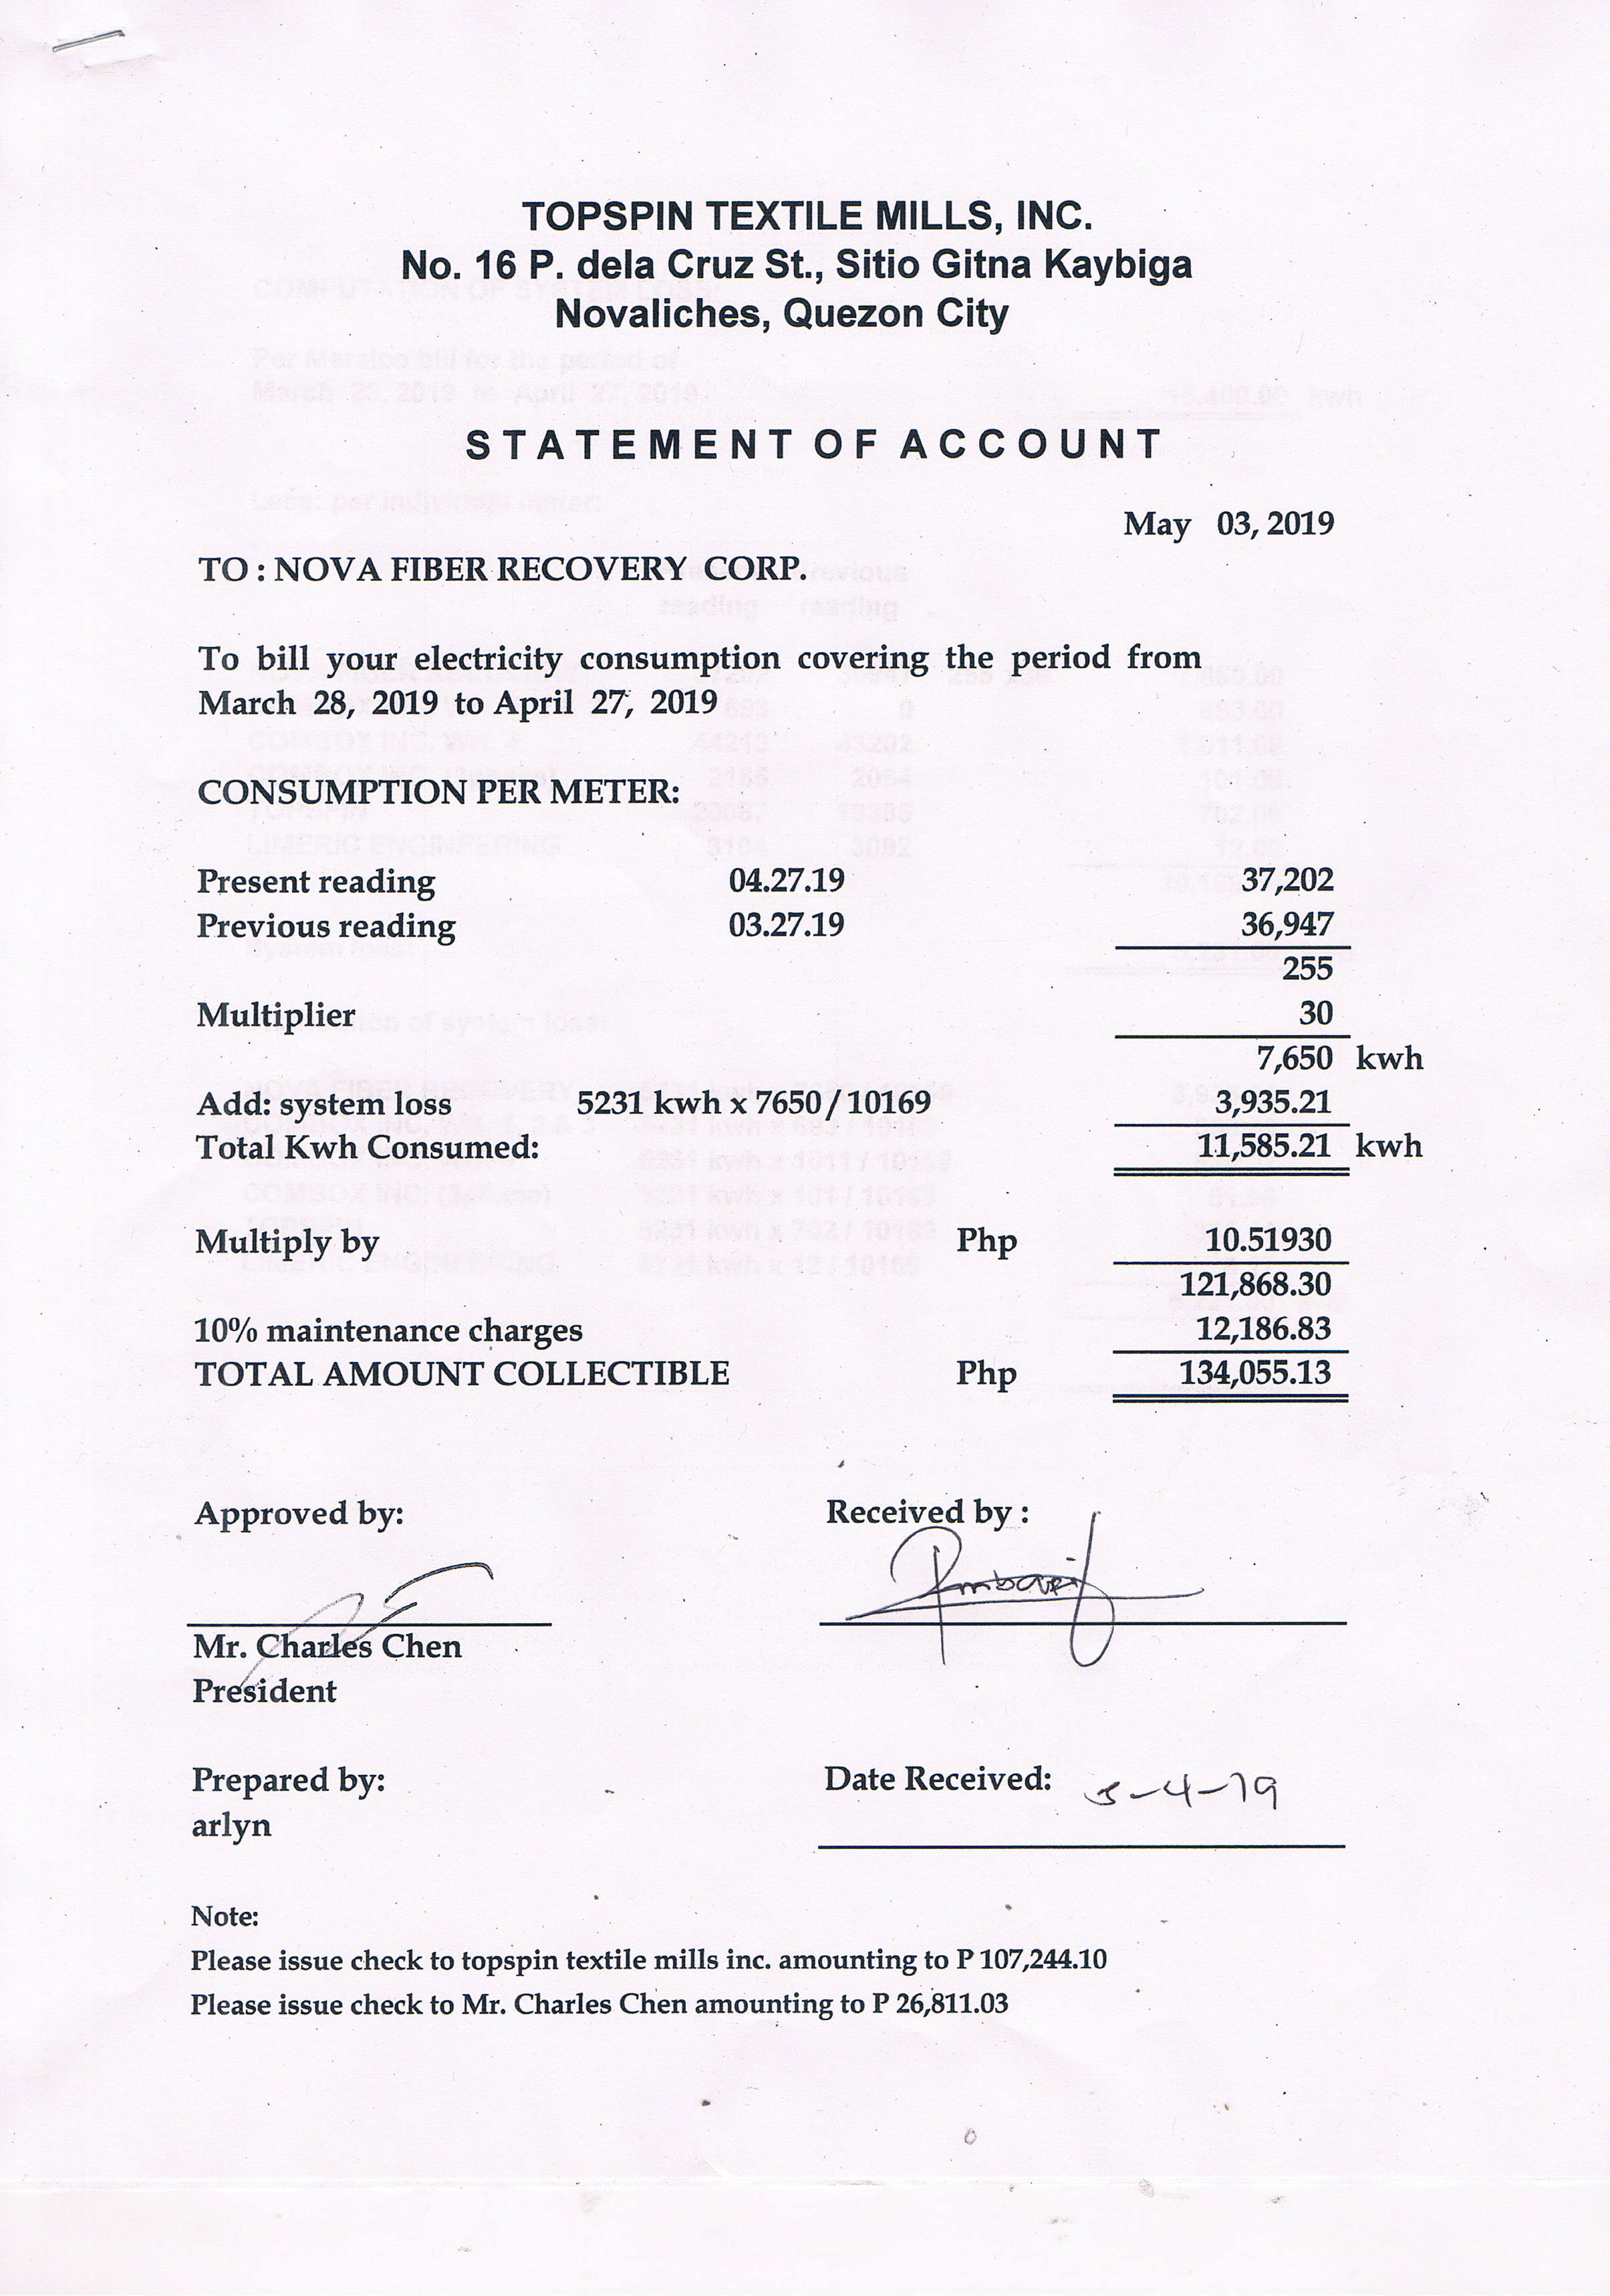 TOPSPIN TEXTILE MILLS, INC.
No. 16 P. dela Cruz St., Sitio Gitna Kaybiga
Novaliches, Quezon City
STATEMENT OF ACCOUNT
May 03, 2019
TO : NOVA FIBER RECOVERY CORP.
To bill your electricity consumption covering the period from
March 28, 2019 to April 27, 2019
CONSUMPTION PER METER:
Present reading 04.27.19 37,202
Previous reading 03.27.19 36,947
255
Multiplier 30
7,650 kwh
Add: system loss 5231 kwh x 7650 / 10169 3,935.21
Total Kwh Consumed: 11,585.21 kwh
Multiply by Php 10.51930
121,868.30
10% maintenance charges 12,186.83
TOTAL AMOUNT COLLECTIBLE Php 134,055.13
Approved by: Received by :
Mr. Charles Chen
President
Prepared by: Date Received: 5-4-19
arlyn
Note:
Please issue check to topspin textile mills inc. amounting to P 107,244.10
Please issue check to Mr. Charles Chen amounting to P 26,811.03